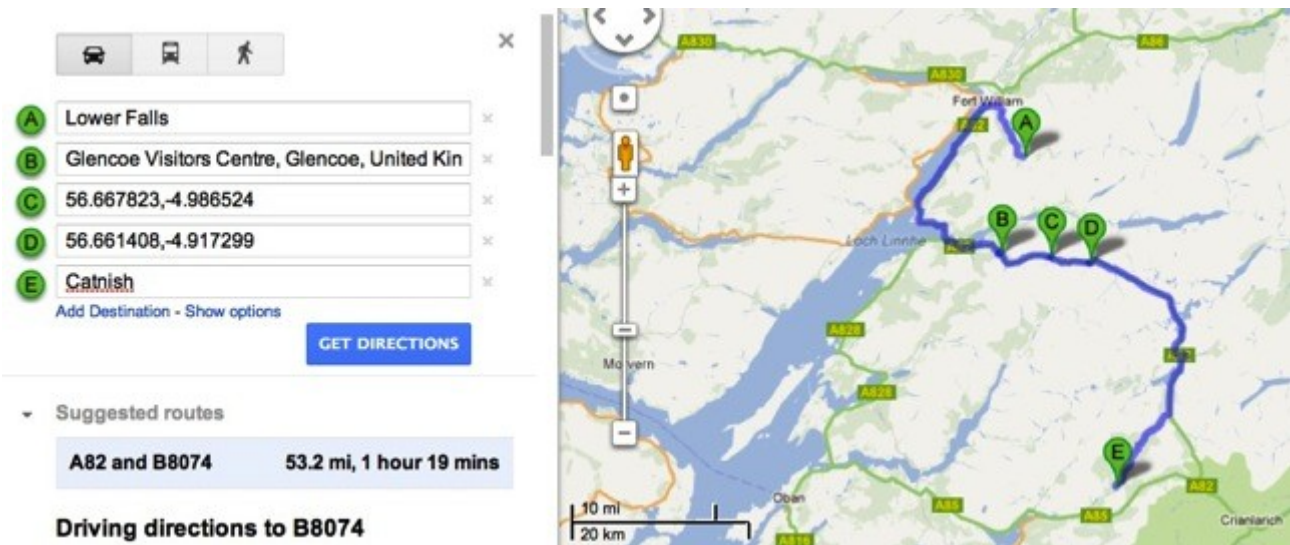 A Lower Falls
B Glencoe Visitors Centre, Glencoe, United Kin
C 56.667823,-4.986524
D 56.661408,-4.917299
E Catnish
Add Destination - Show options
GET DIRECTIONS
Suggested routes
A82 and B8074 53.2 mi, 1 hour 19 mins
Driving directions to B8074
A830
A86
A830
Fort William
A82
A
B
C
D
Loch Linnhe
A828
Morvern
A828
E
A82
Oban
A85
A85
Crianlarich
A816
10 mi
20 km